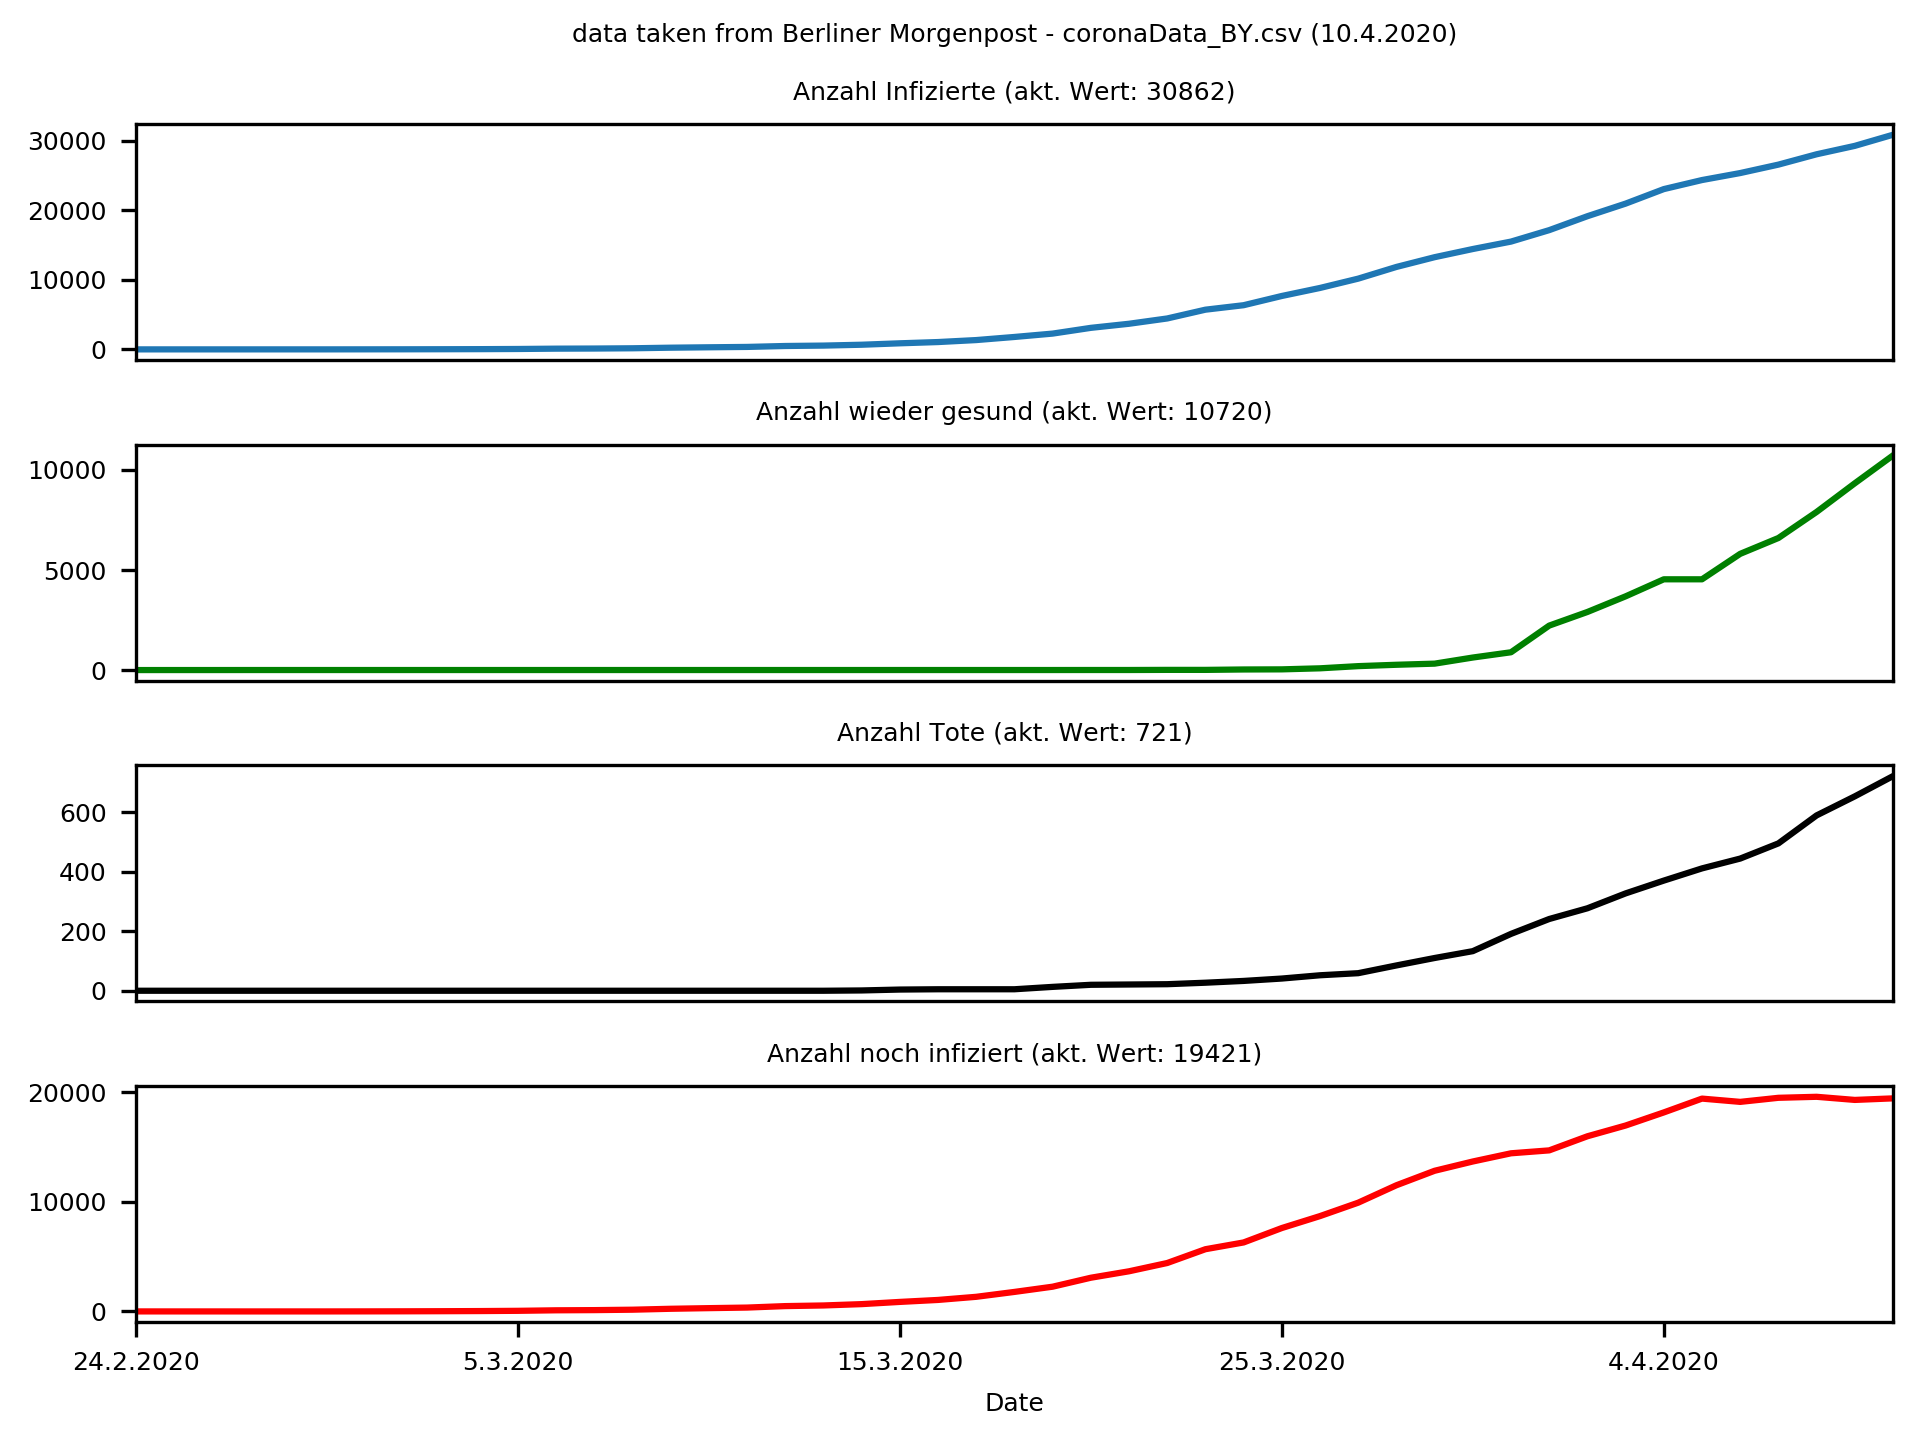 data taken from Berliner Morgenpost - coronaData_BY.csv (10.4.2020)
Anzahl Infizierte (akt. Wert: 30862)
30000
20000
10000
0
Anzahl wieder gesund (akt. Wert: 10720)
10000
5000
0
Anzahl Tote (akt. Wert: 721)
600
400
200
0
Anzahl noch infiziert (akt. Wert: 19421)
20000
10000
0
24.2.2020 5.3.2020 15.3.2020 25.3.2020 4.4.2020
Date